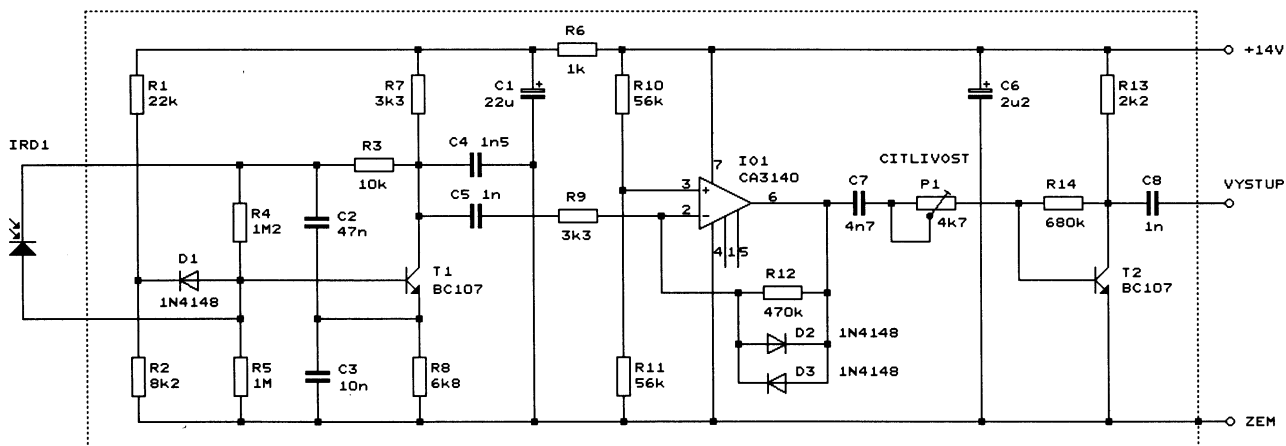 R6
1k
+14V
R1
22k
R7
3k3
C1
22u
+
R10
56k
C6
2u2
+
R13
2k2
IRD1
R3
10k
C4 1n5
C5 1n
R9
3k3
IO1
CA3140
7
3
+
2
-
6
4
1
5
C7
4n7
CITLIVOST
P1
4k7
R14
680k
C8
1n
VYSTUP
R4
1M2
C2
47n
D1
1N4148
T1
BC107
R12
470k
D2 1N4148
D3 1N4148
T2
BC107
R2
8k2
R5
1M
C3
10n
R8
6k8
R11
56k
ZEM